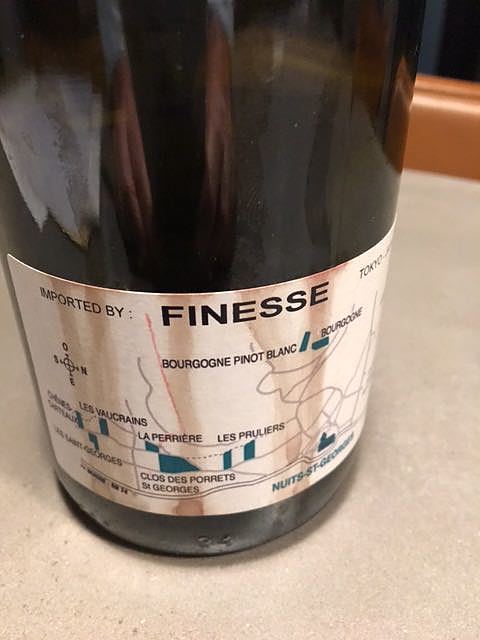 IMPORTED BY :
FINESSE
TOKYO
BOURGOGNE
BOURGOGNE PINOT BLANC
O
S
N
E
CHÊNES
CARTEAUX
LES VAUCRAINS
LES SAINT-GEORGES
LA PERRIÈRE
LES PRULIERS
CLOS DES PORRETS
St GEORGES
NUITS-ST-GEORGES